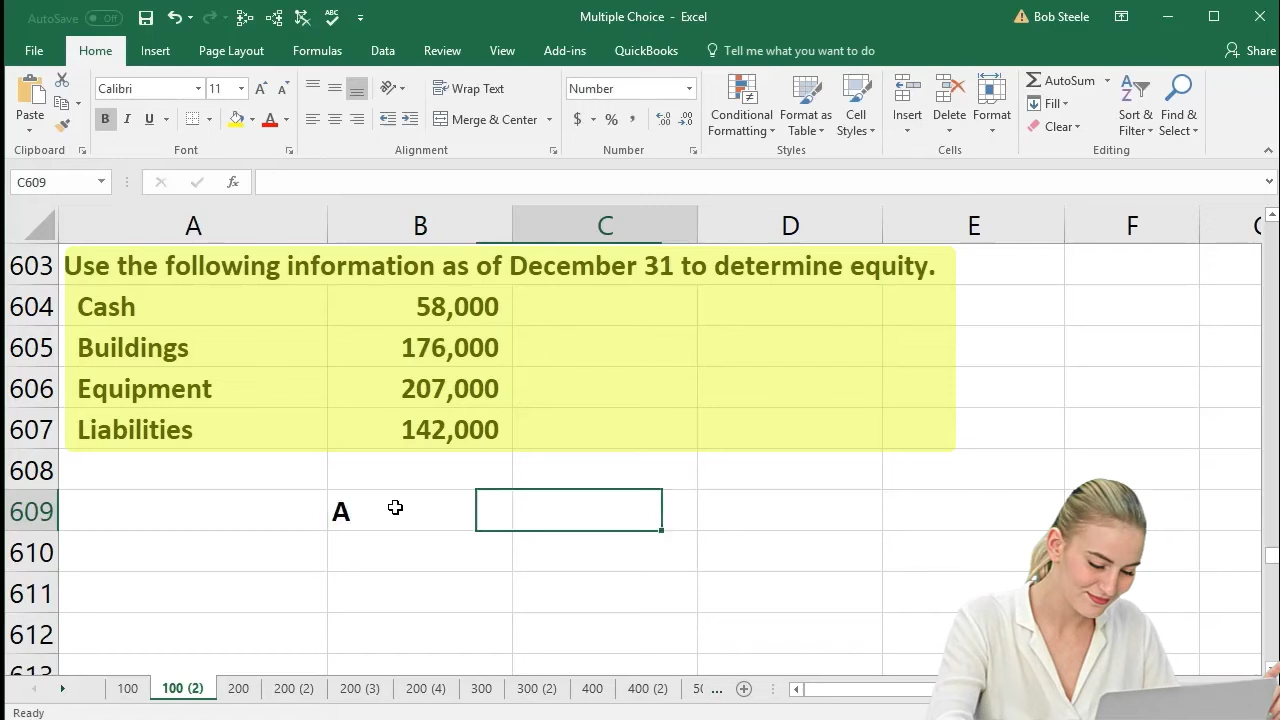 AutoSave Off
Multiple Choice - Excel
Bob Steele
File Home Insert Page Layout Formulas Data Review View Add-ins QuickBooks Tell me what you want to do Share
Paste
Calibri 11
B I U
Wrap Text
Merge & Center
Number
$ %
Conditional Formatting
Format as Table
Cell Styles
Insert Delete Format
AutoSum
Fill
Clear
Sort & Filter
Find & Select
Clipboard Font Alignment Number Styles Cells Editing
C609 fx
A B C D E F
603 Use the following information as of December 31 to determine equity.
604 Cash 58,000
605 Buildings 176,000
606 Equipment 207,000
607 Liabilities 142,000
608
609 A
610
611
612
100 100 (2) 200 200 (2) 200 (3) 200 (4) 300 300 (2) 400 400 (2) ...
Ready